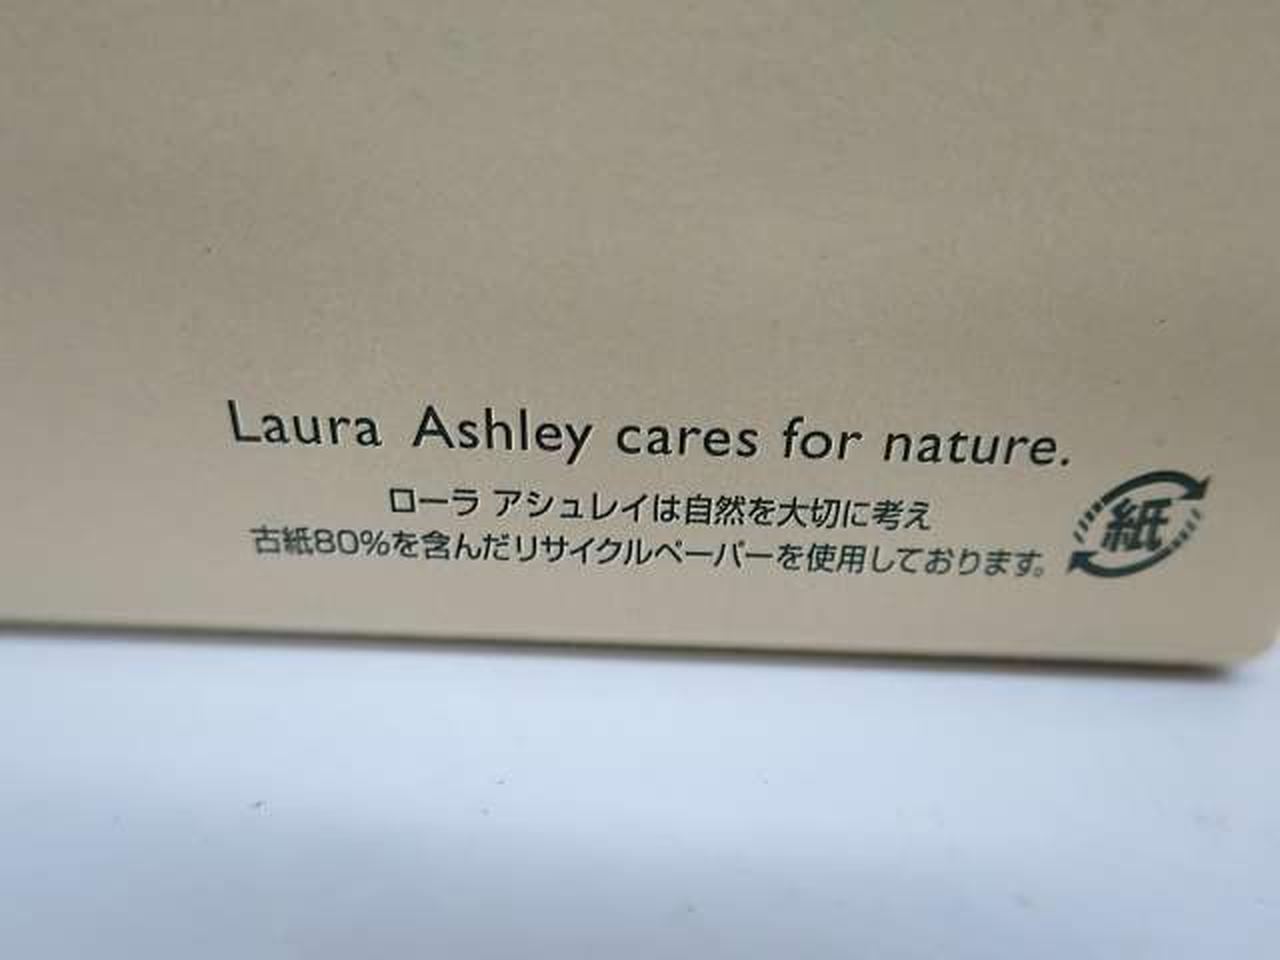 Laura Ashley cares for nature.
ローラ アシュレイは自然を大切に考え
古紙80%を含んだリサイクルペーパーを使用しております。
紙